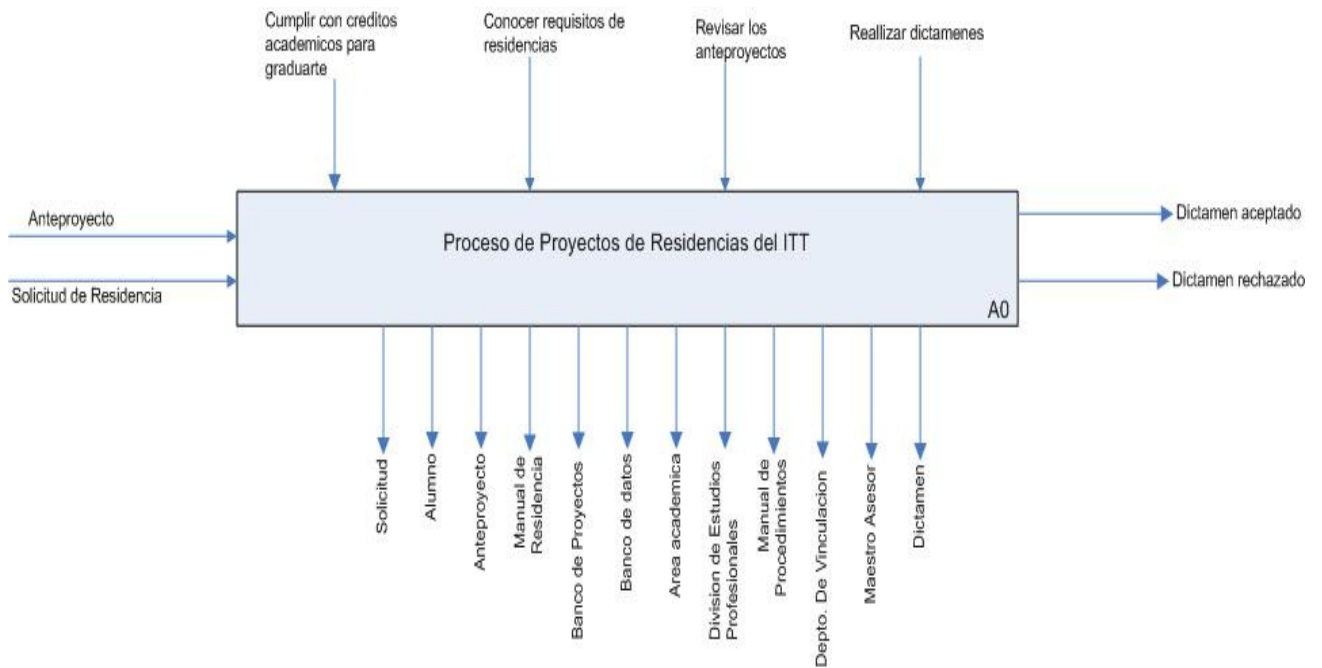 Cumplir con creditos
academicos para
graduarte
Conocer requisitos de
residencias
Revisar los
anteproyectos
Reallizar dictamenes
Anteproyecto
Solicitud de Residencia
Proceso de Proyectos de Residencias del ITT
A0
Dictamen aceptado
Dictamen rechazado
Solicitud
Alumno
Anteproyecto
Manual de
Residencia
Banco de Proyectos
Banco de datos
Area academica
Division de Estudios
Profesionales
Manual de
Procedimientos
Depto. De Vinculacion
Maestro Asesor
Dictamen